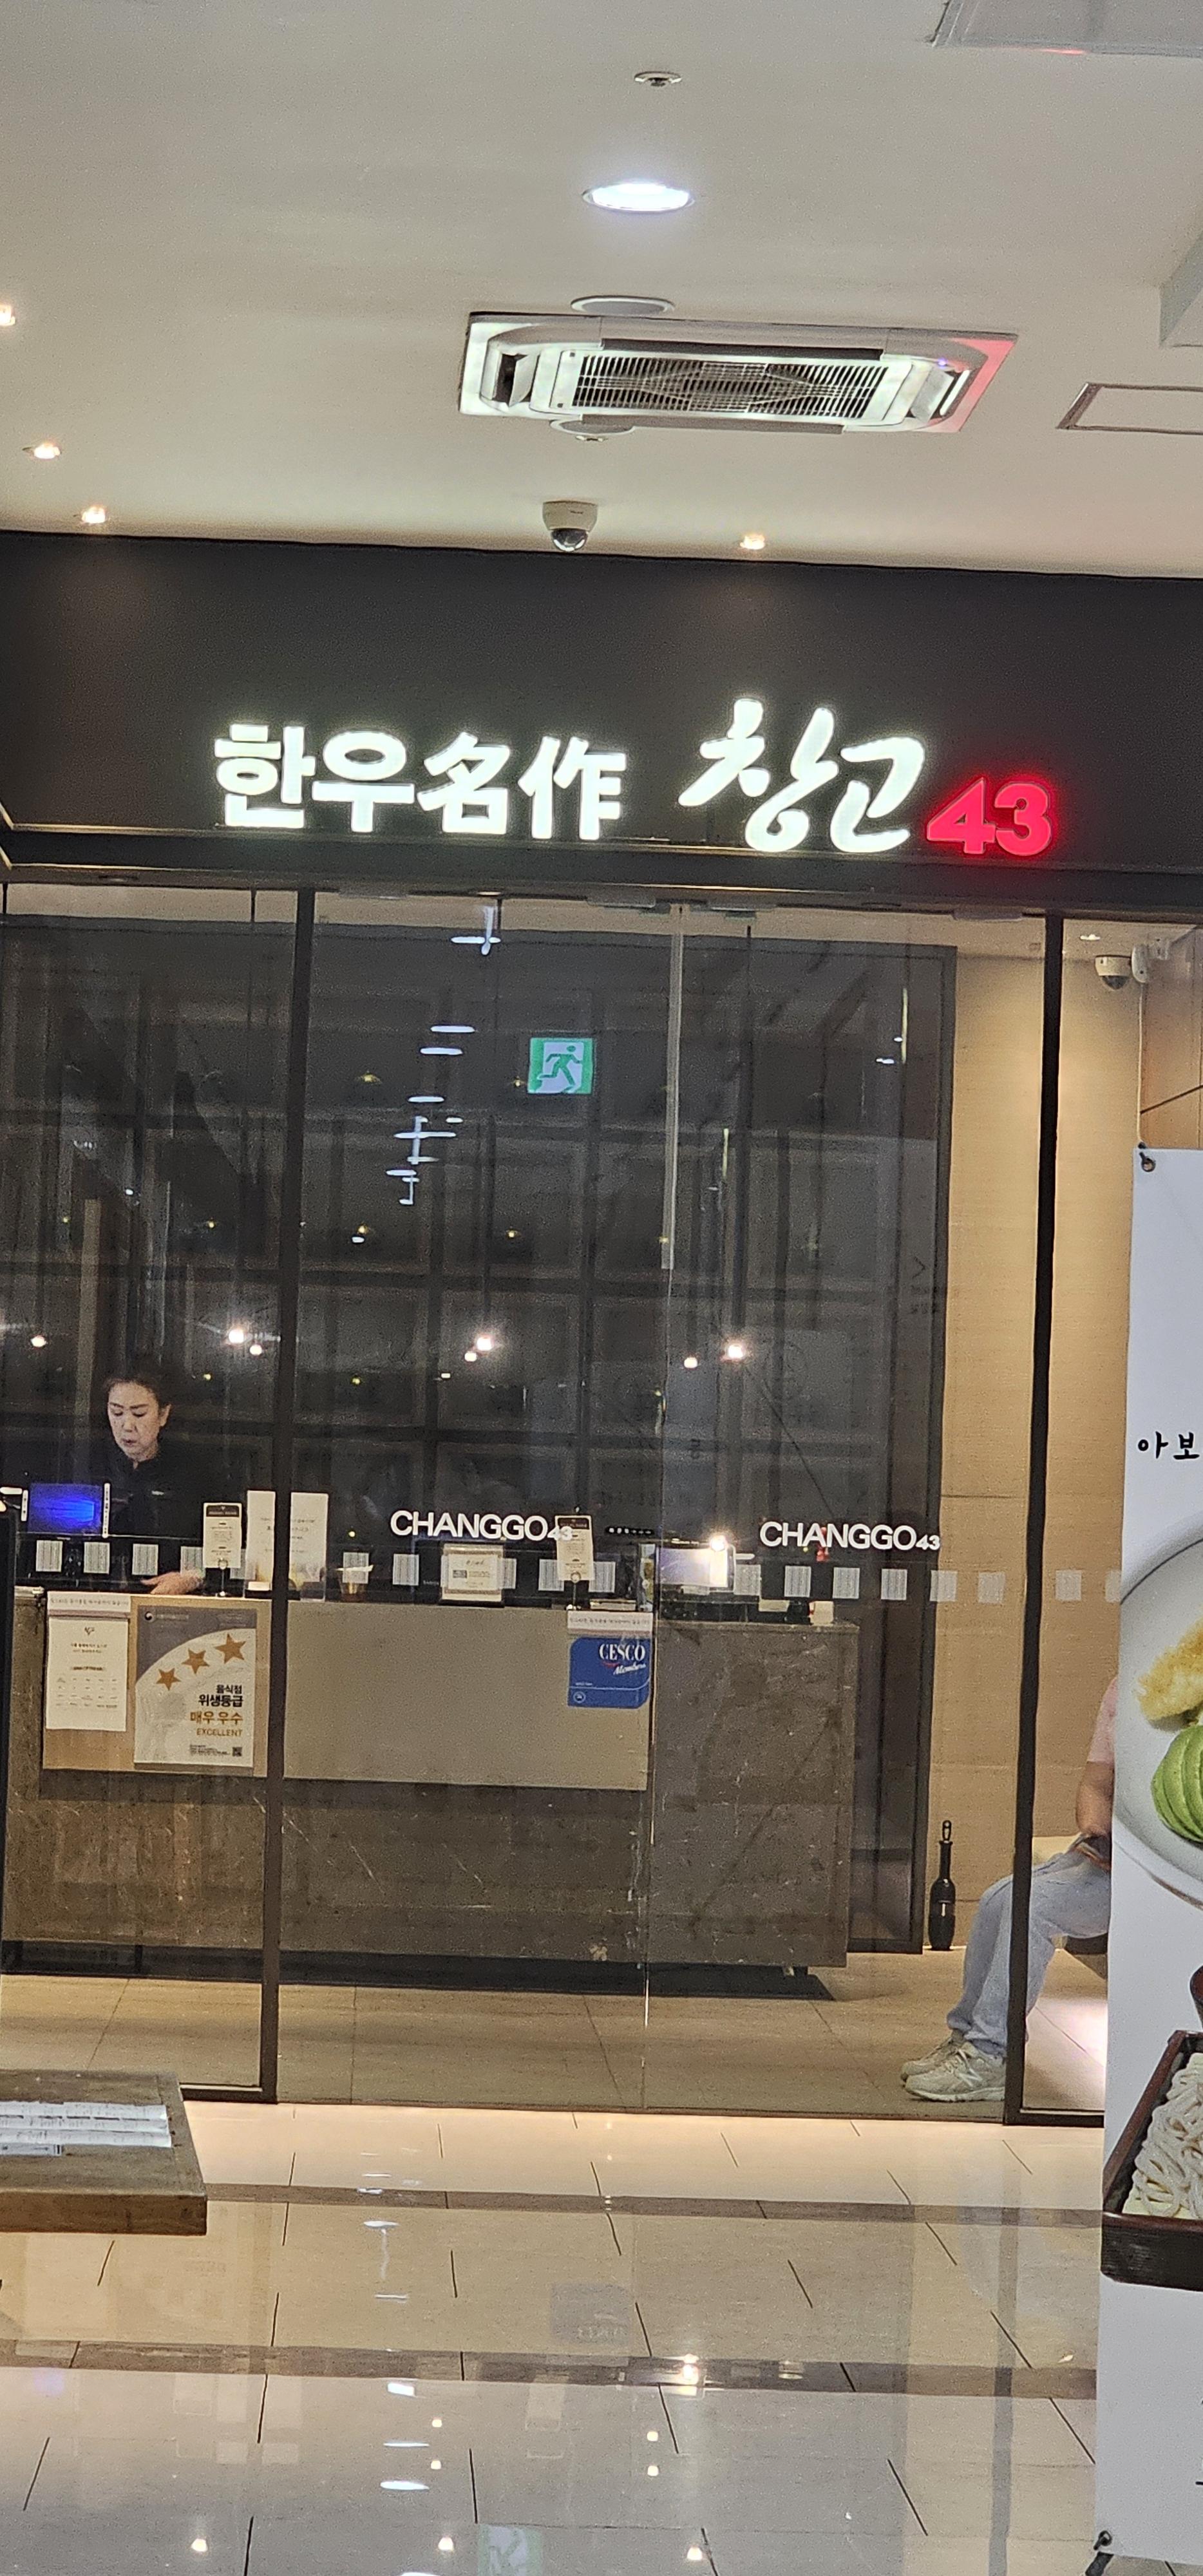 한우名作 창고43
아보
CHANGGO43
CHANGGO43
CESCO
Members
음식점
위생등급
매우 우수
EXCELLENT